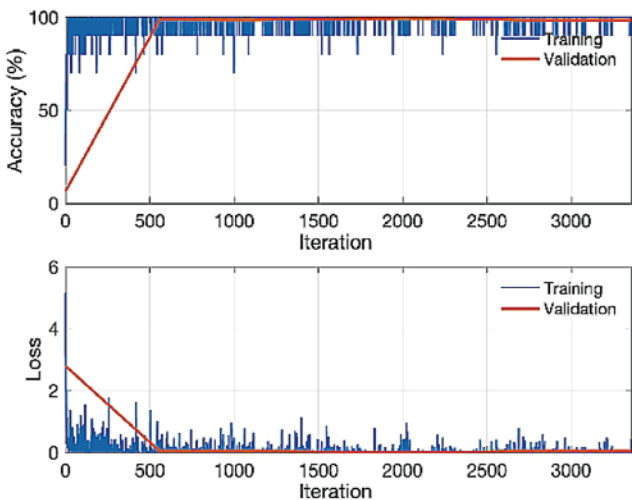 Accuracy (%)
100
50
0
Training
Validation
0 500 1000 1500 2000 2500 3000
Iteration
Loss
6
4
2
0
Training
Validation
0 500 1000 1500 2000 2500 3000
Iteration